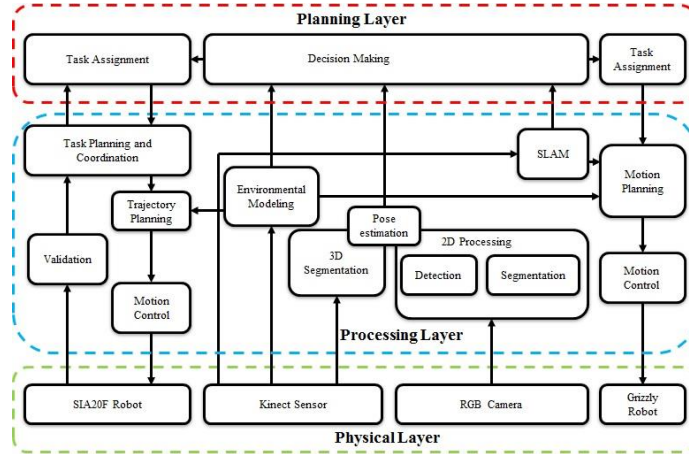 Planning Layer
Task Assignment
Decision Making
Task
Assignment
Task Planning and
Coordination
SLAM
Motion
Planning
Environmental
Modeling
Trajectory
Planning
Pose
estimation
2D Processing
3D
Segmentation
Validation
Detection
Segmentation
Motion
Control
Motion
Control
Processing Layer
SIA20F Robot
Kinect Sensor
RGB Camera
Grizzly
Robot
Physical Layer